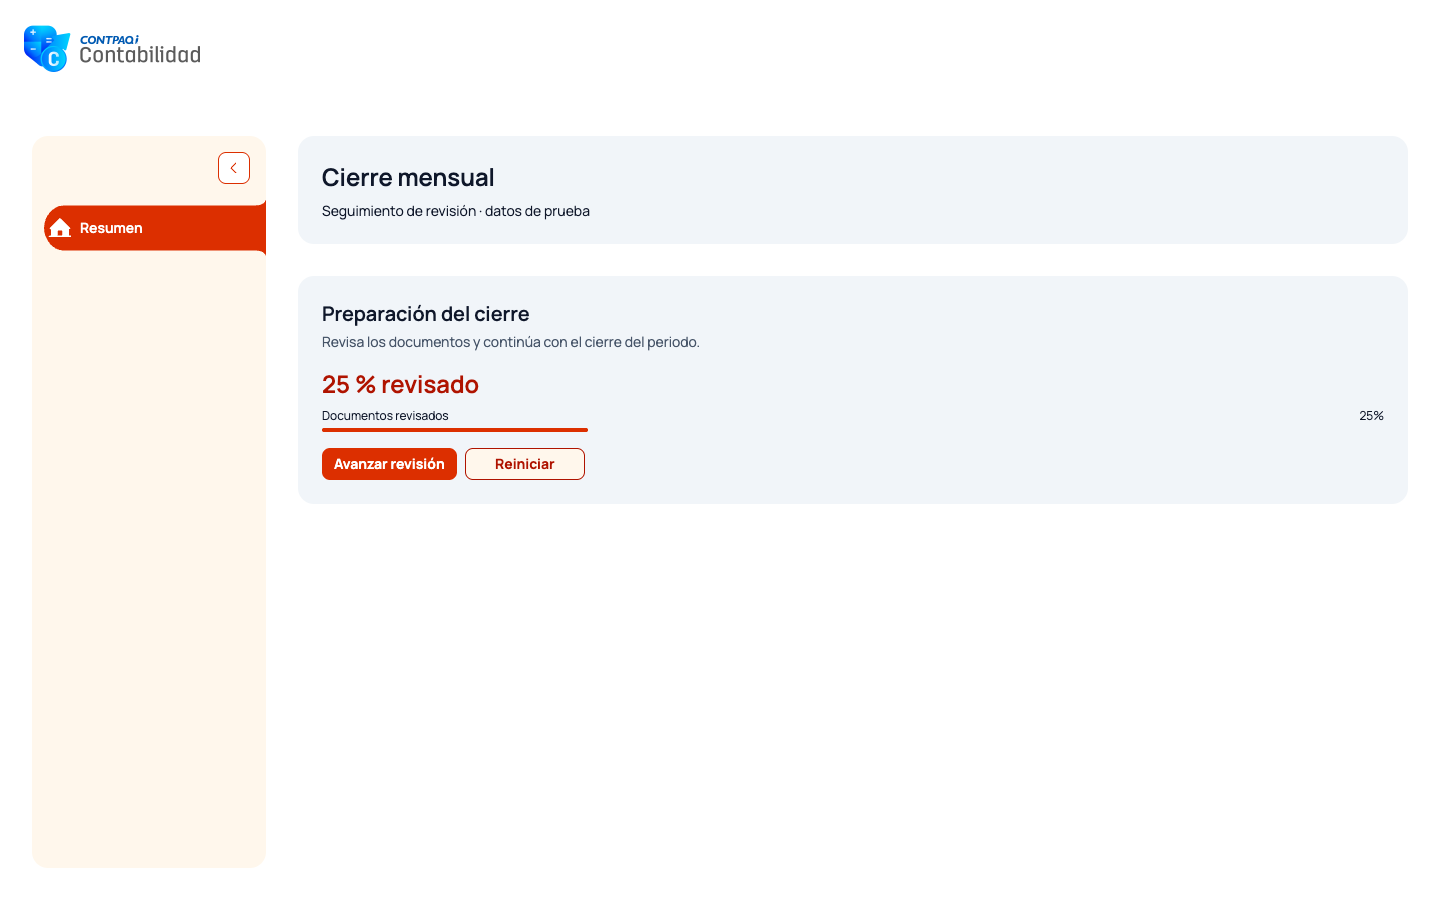 CONTPAQi
Contabilidad
Resumen
Cierre mensual
Seguimiento de revisión · datos de prueba
Preparación del cierre
Revisa los documentos y continúa con el cierre del periodo.
25 % revisado
Documentos revisados 25%
Avanzar revisión Reiniciar